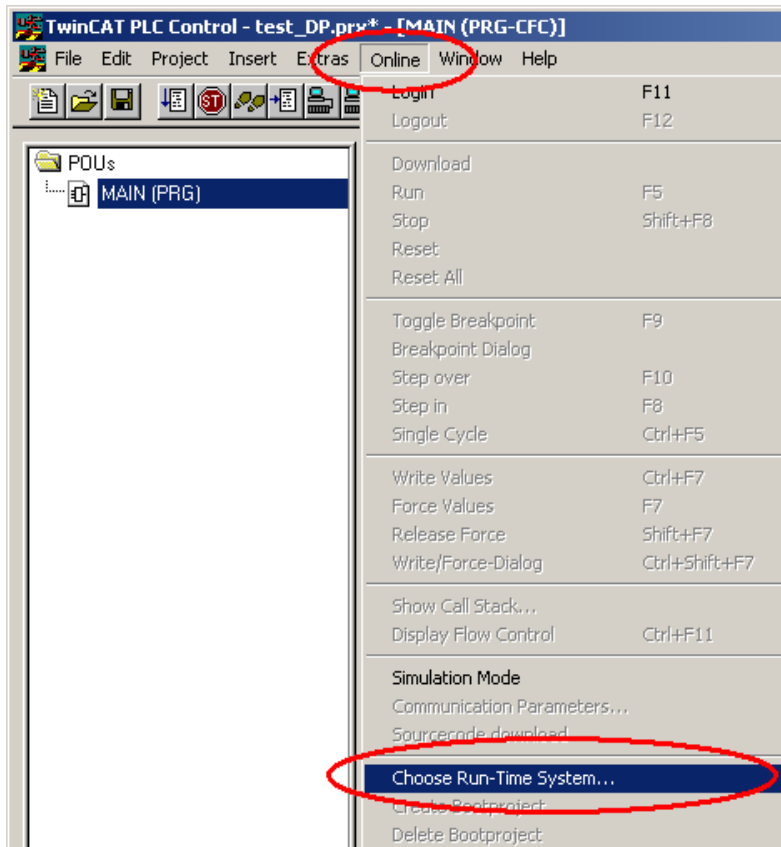 TwinCAT PLC Control - test_DP.prx* - [MAIN (PRG-CFC)]
File Edit Project Insert Extras Online Window Help
ST
Login F11
Logout F12
POUs
MAIN (PRG)
Download
Run F5
Stop Shift+F8
Reset
Reset All
Toggle Breakpoint F9
Breakpoint Dialog
Step over F10
Step in F8
Single Cycle Ctrl+F5
Write Values Ctrl+F7
Force Values F7
Release Force Shift+F7
Write/Force-Dialog Ctrl+Shift+F7
Show Call Stack...
Display Flow Control Ctrl+F11
Simulation Mode
Communication Parameters...
Sourcecode download
Choose Run-Time System...
Create Bootproject
Delete Bootproject